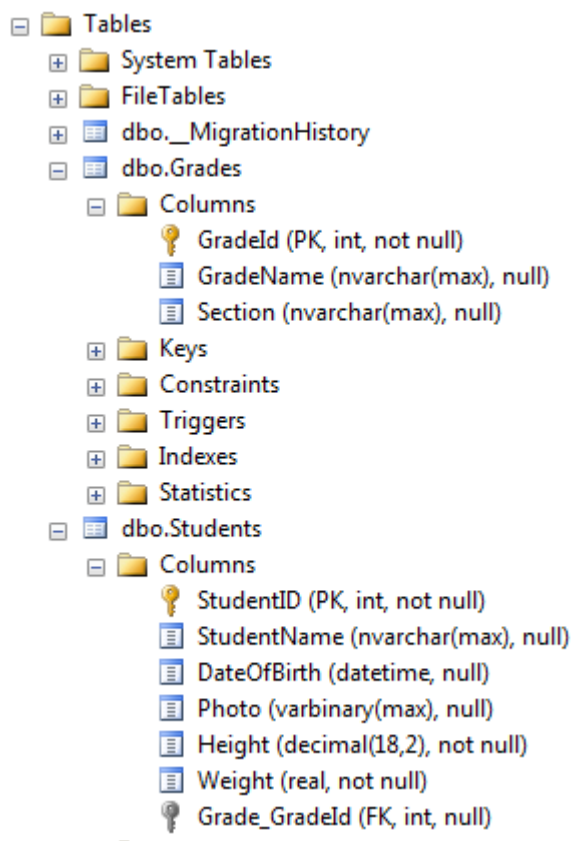 Tables
System Tables
FileTables
dbo.__MigrationHistory
dbo.Grades
Columns
GradeId (PK, int, not null)
GradeName (nvarchar(max), null)
Section (nvarchar(max), null)
Keys
Constraints
Triggers
Indexes
Statistics
dbo.Students
Columns
StudentID (PK, int, not null)
StudentName (nvarchar(max), null)
DateOfBirth (datetime, null)
Photo (varbinary(max), null)
Height (decimal(18,2), not null)
Weight (real, not null)
Grade_GradeId (FK, int, null)